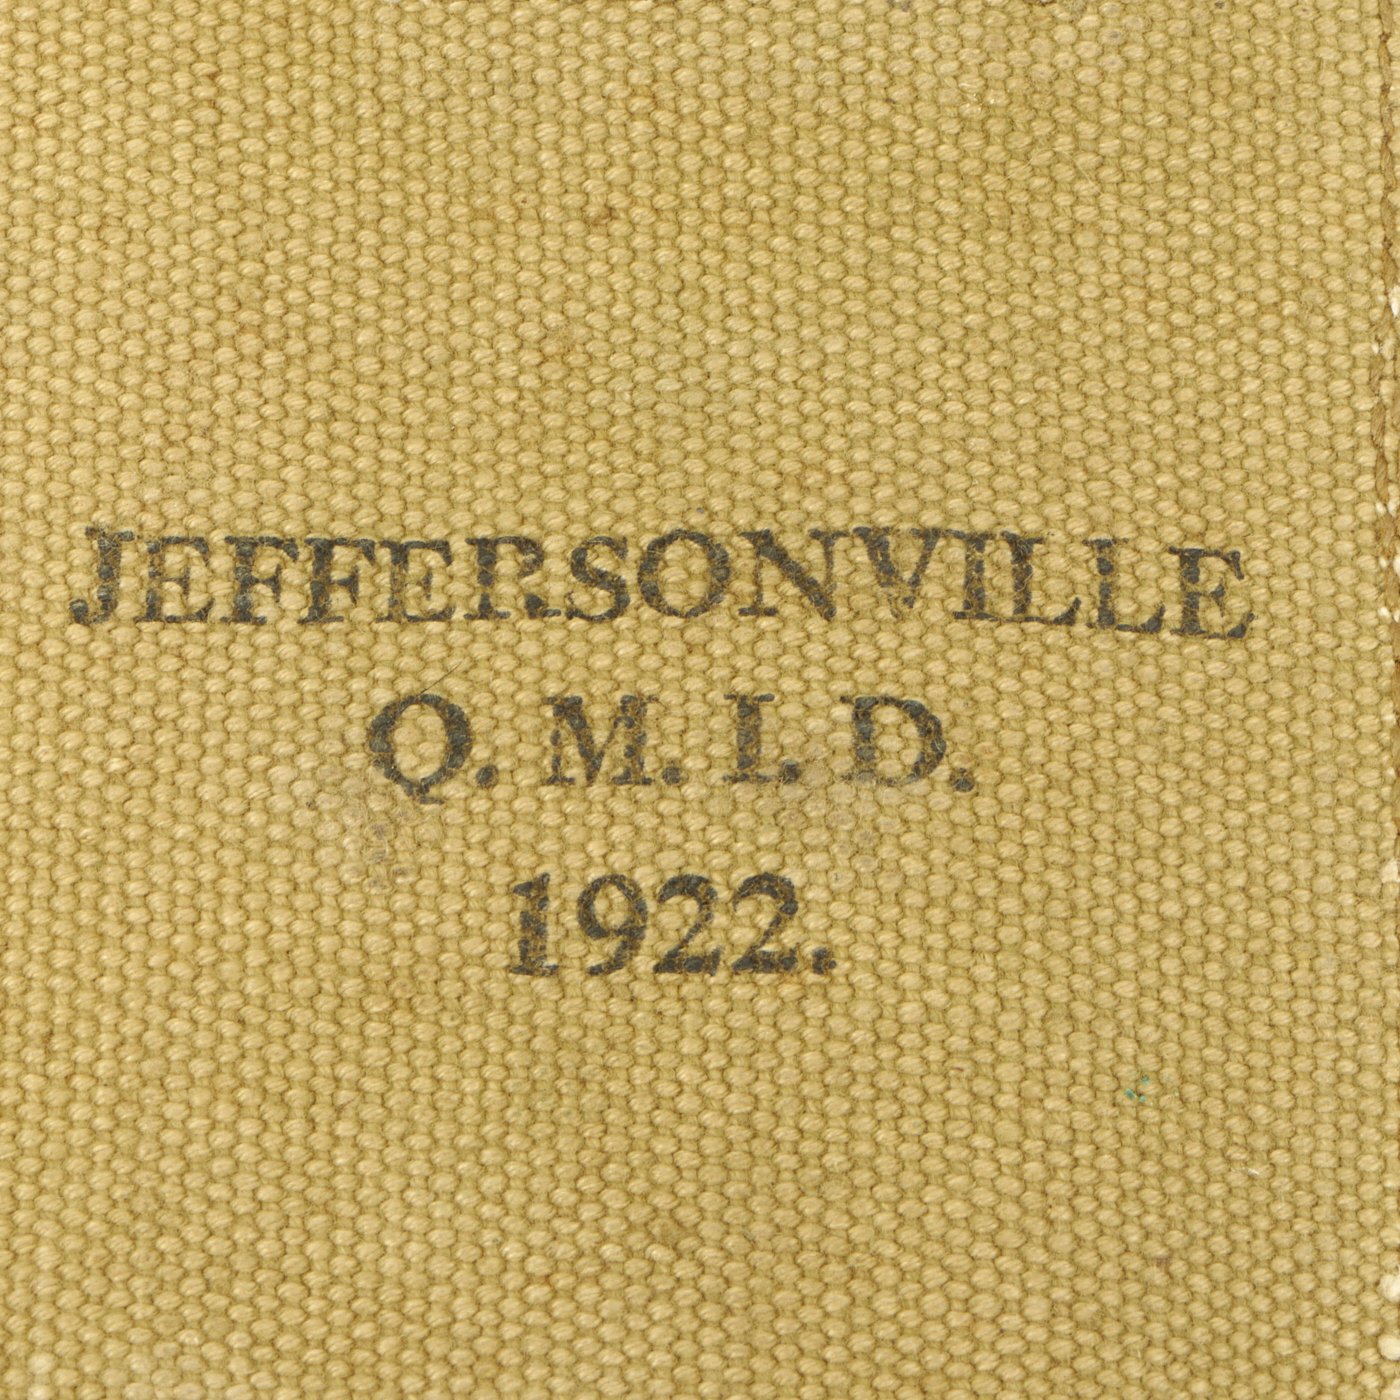 JEFFERSONVILLE
Q. M. I. D.
1922.